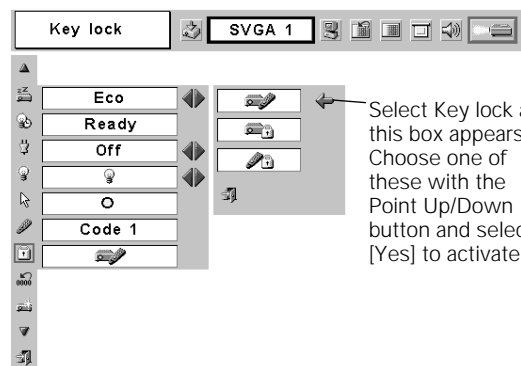 Key lock
SVGA 1
Eco
Ready
Off
Code 1
0000
Select Key lock a
this box appears
Choose one of
these with the
Point Up/Down
button and selec
[Yes] to activate